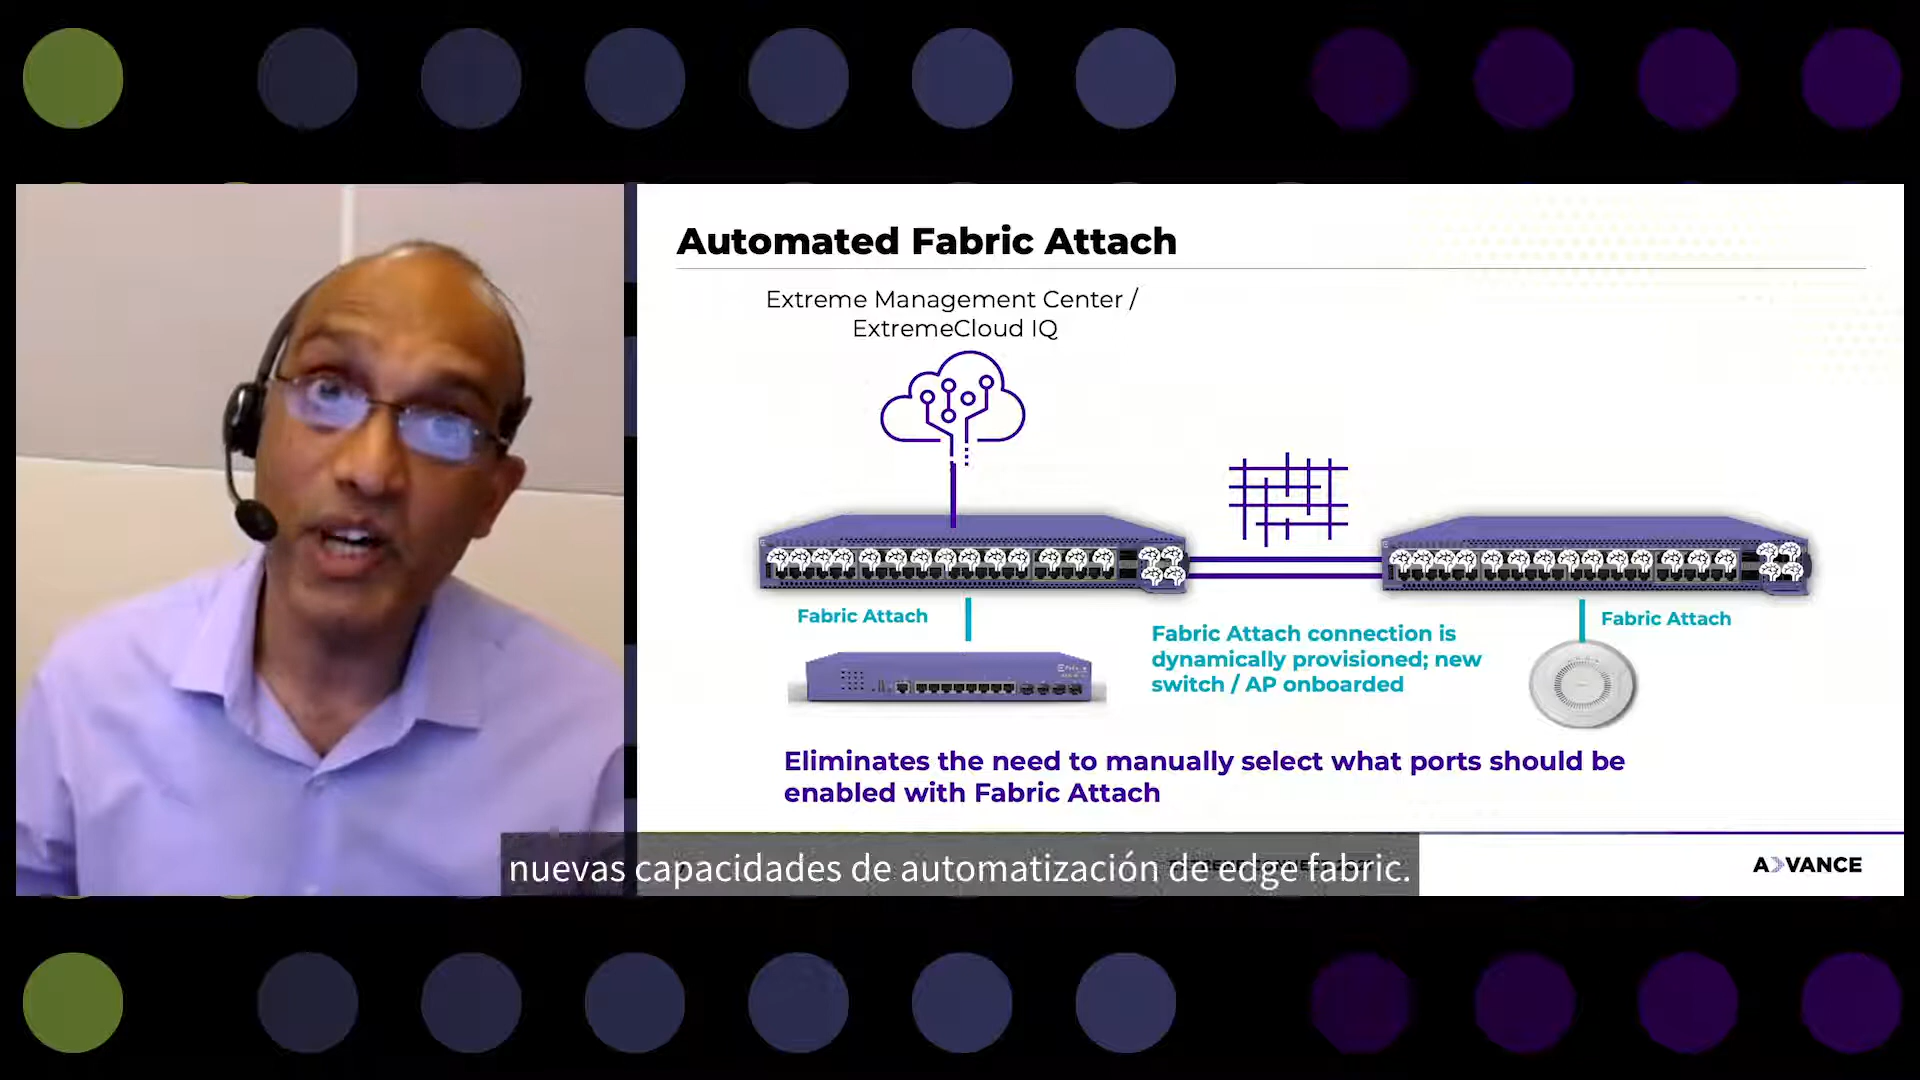 Automated Fabric Attach
Extreme Management Center /
ExtremeCloud IQ
Fabric Attach
Fabric Attach connection is
dynamically provisioned; new
switch / AP onboarded
Fabric Attach
Eliminates the need to manually select what ports should be
enabled with Fabric Attach
nuevas capacidades de automatización de edge fabric.
ADVANCE